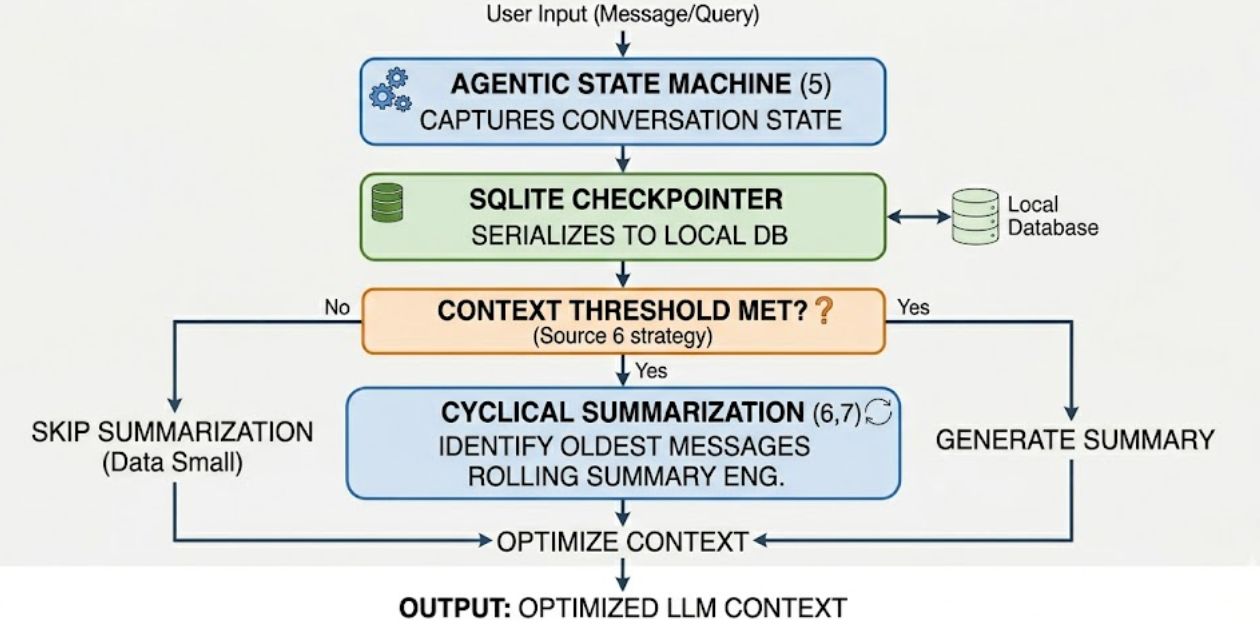 User Input (Message/Query)
AGENTIC STATE MACHINE (5)
CAPTURES CONVERSATION STATE
SQLITE CHECKPOINTER
SERIALIZES TO LOCAL DB
Local
Database
No
CONTEXT THRESHOLD MET? ?
(Source 6 strategy)
Yes
Yes
SKIP SUMMARIZATION
(Data Small)
CYCLICAL SUMMARIZATION (6,7)
IDENTIFY OLDEST MESSAGES
ROLLING SUMMARY ENG.
GENERATE SUMMARY
OPTIMIZE CONTEXT
OUTPUT: OPTIMIZED LLM CONTEXT